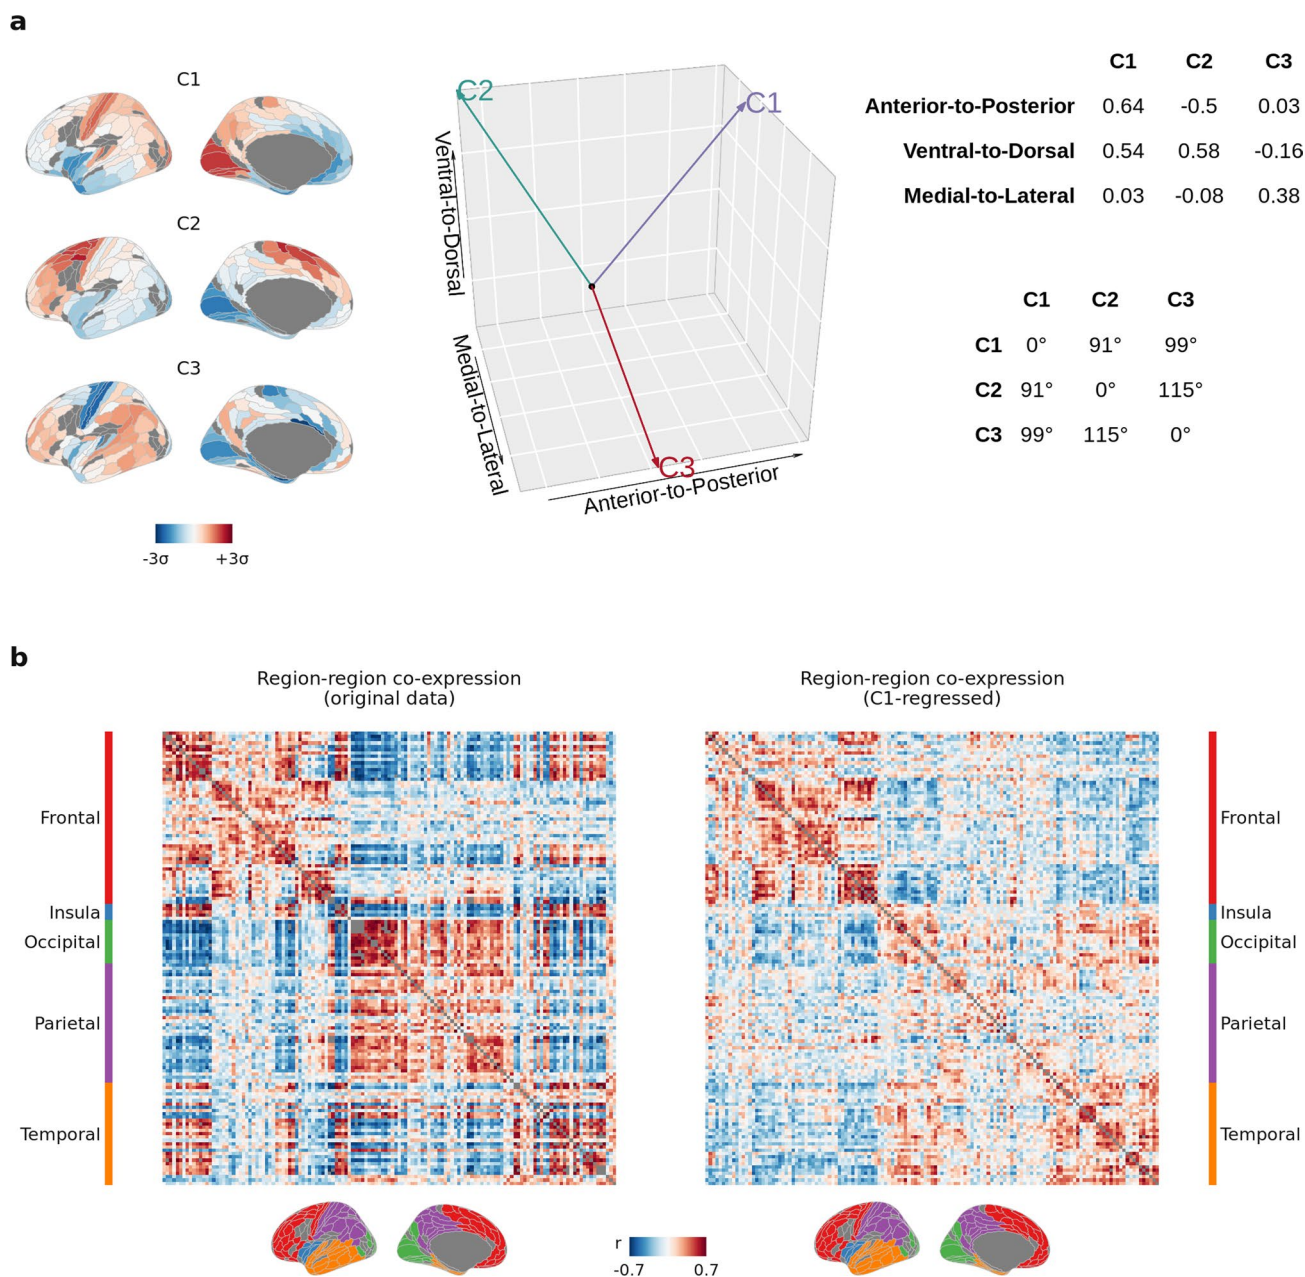 a
C1
C2
C3
-3σ +3σ
C2
C1
C3
Ventral-to-Dorsal
Medial-to-Lateral
Anterior-to-Posterior
C1 C2 C3
Anterior-to-Posterior 0.64 -0.5 0.03
Ventral-to-Dorsal 0.54 0.58 -0.16
Medial-to-Lateral 0.03 -0.08 0.38
C1 C2 C3
C1 0° 91° 99°
C2 91° 0° 115°
C3 99° 115° 0°
b
Region-region co-expression
(original data)
Frontal
Insula
Occipital
Parietal
Temporal
Region-region co-expression
(C1-regressed)
Frontal
Insula
Occipital
Parietal
Temporal
r
-0.7 0.7